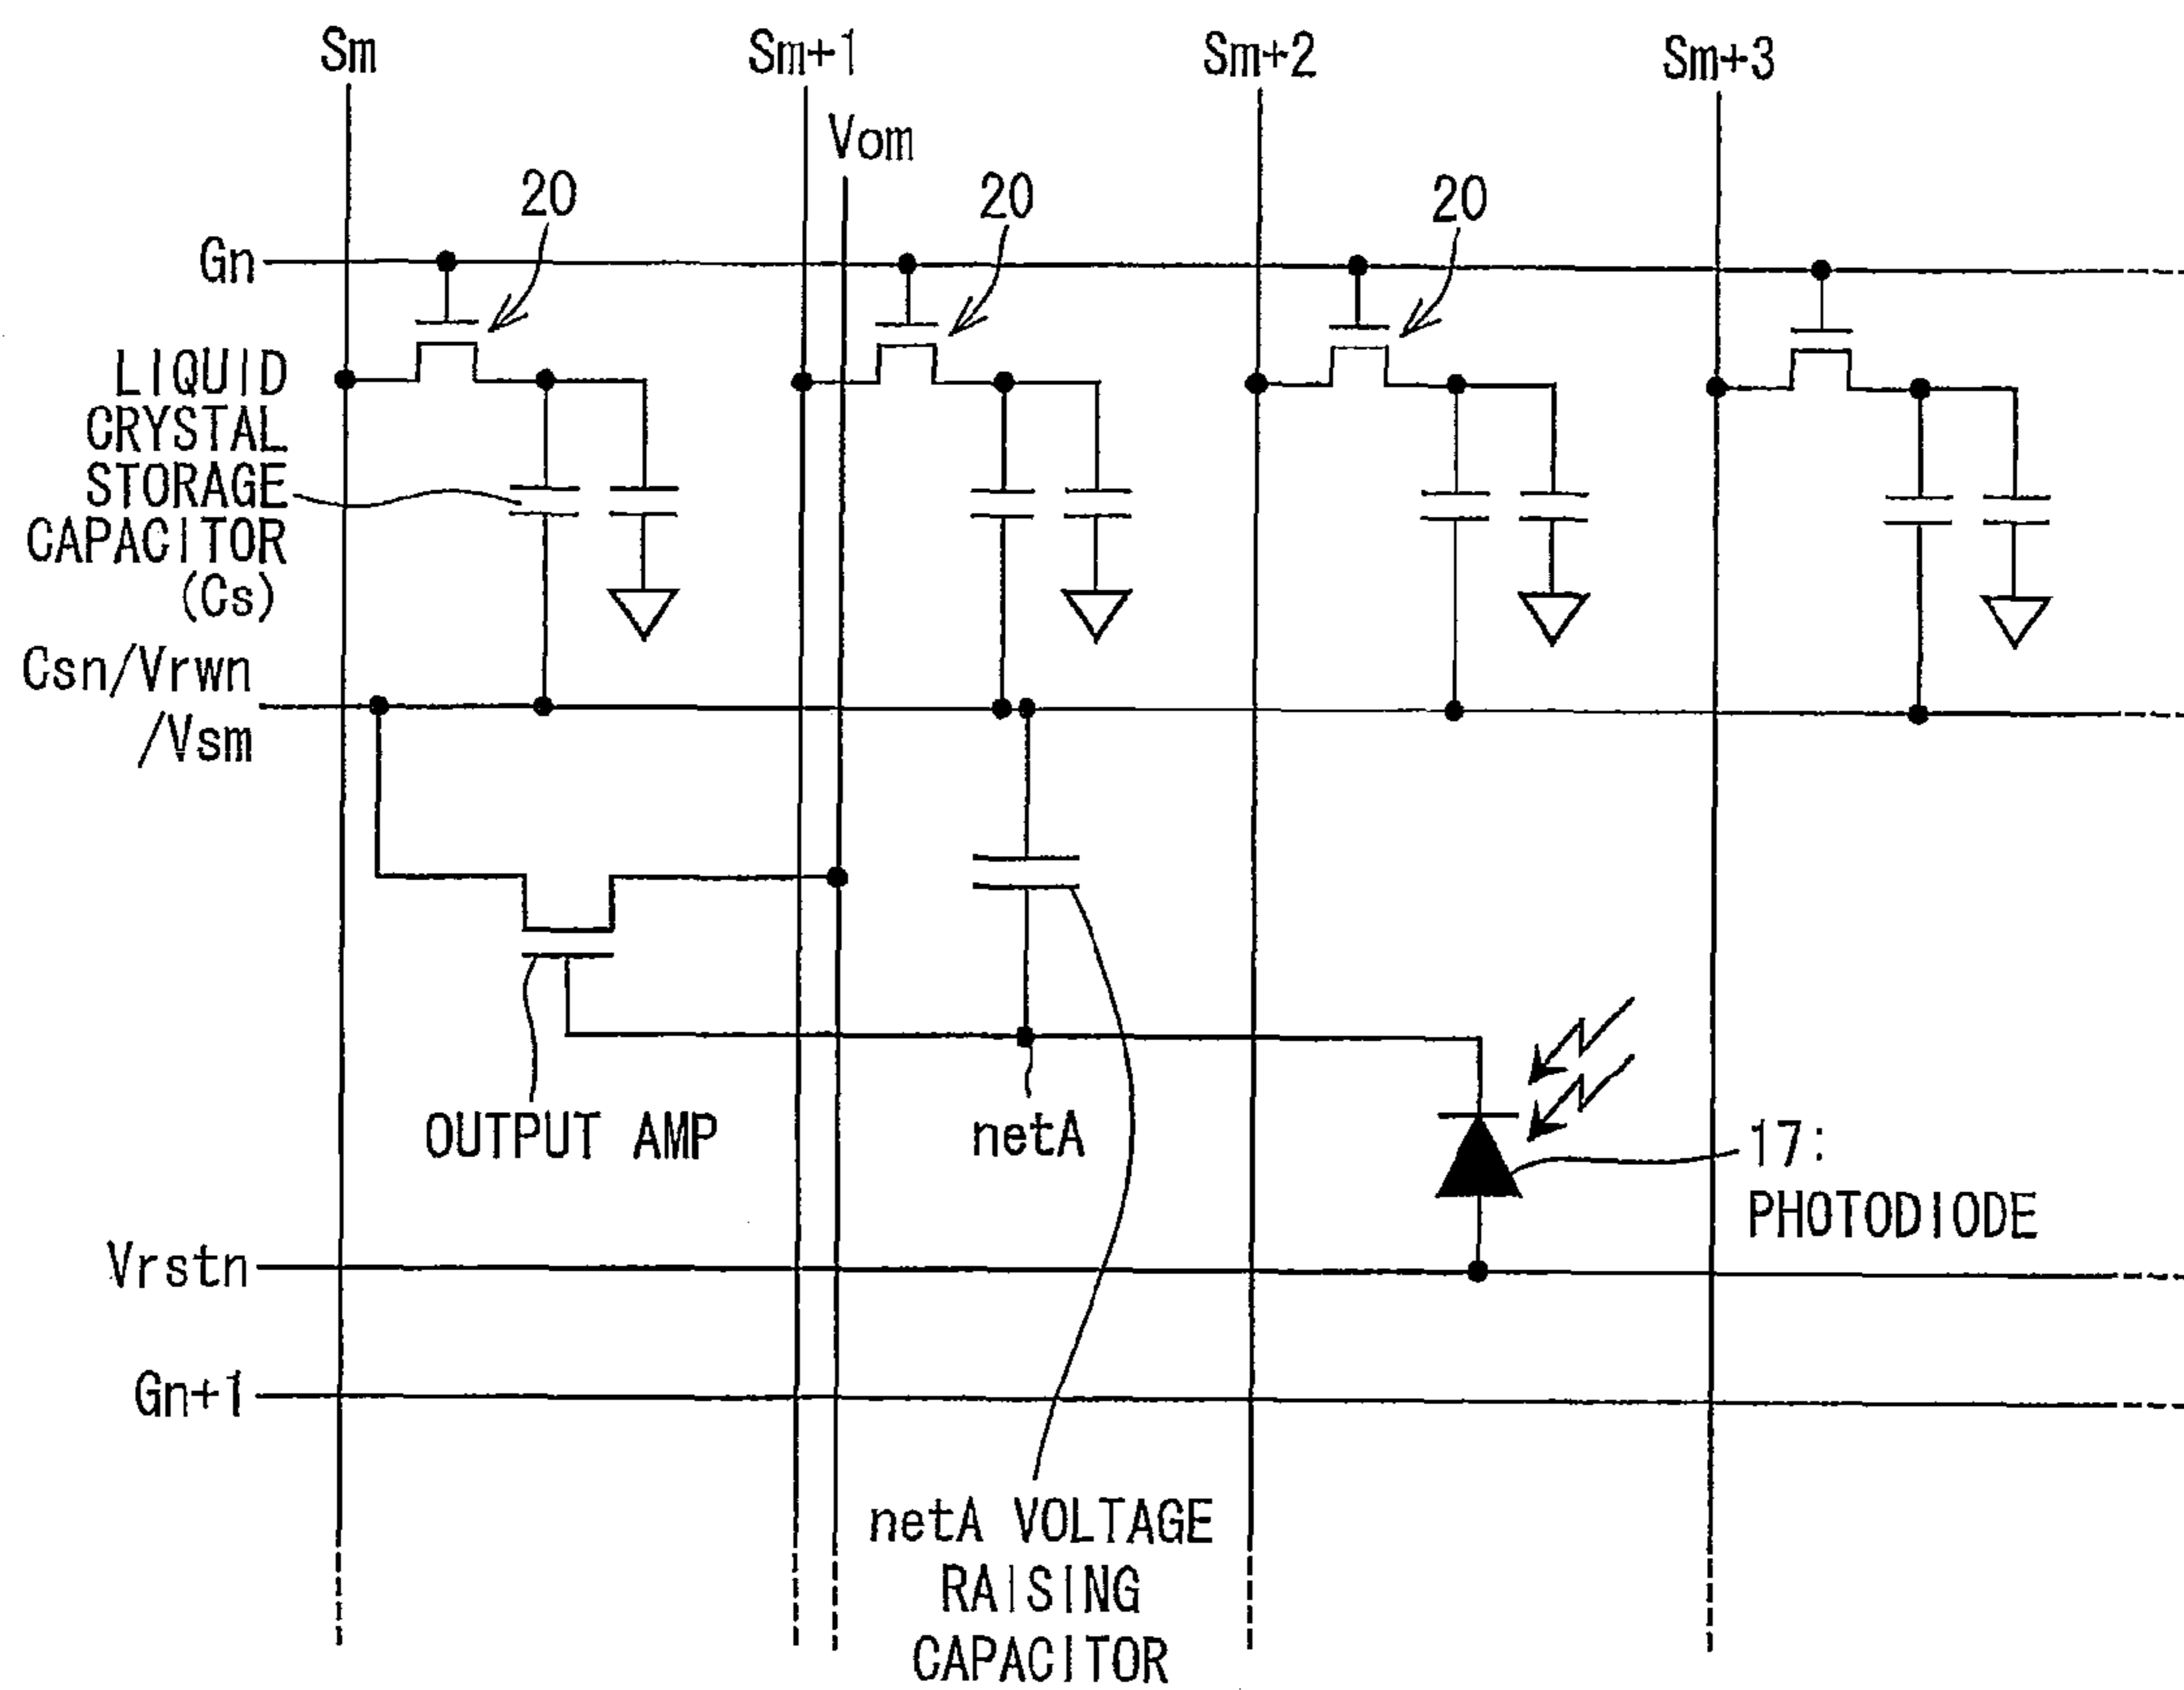 Sm
Sm+1
Sm+2
Sm+3
Vom
20
20
20
Gn
LIQUID
CRYSTAL
STORAGE
CAPACITOR
(Cs)
Csn/Vrwn
/Vsm
OUTPUT AMP
netA
17:
PHOTODIODE
Vrstn
Gn+1
netA VOLTAGE
RAISING
CAPACITOR